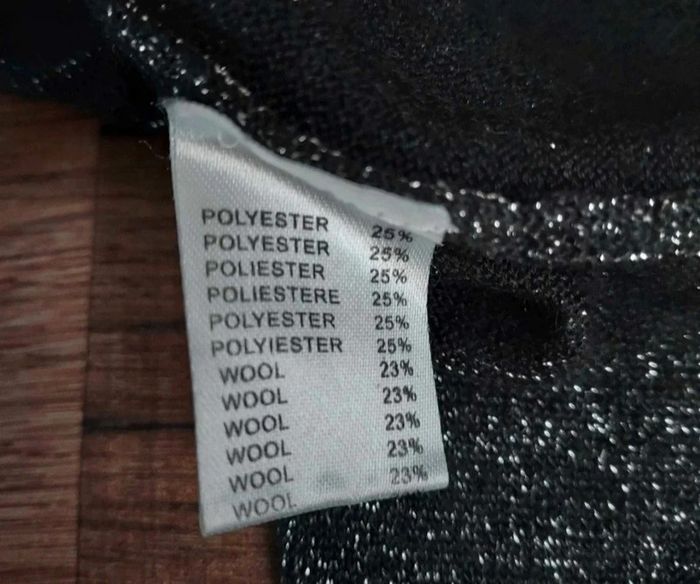 POLYESTER 25%
POLYESTER 25%
POLIESTER 25%
POLIESTERE 25%
POLYESTER 25%
POLYIESTER 25%
WOOL 23%
WOOL 23%
WOOL 23%
WOOL 23%
WOOL 23%
WOOL